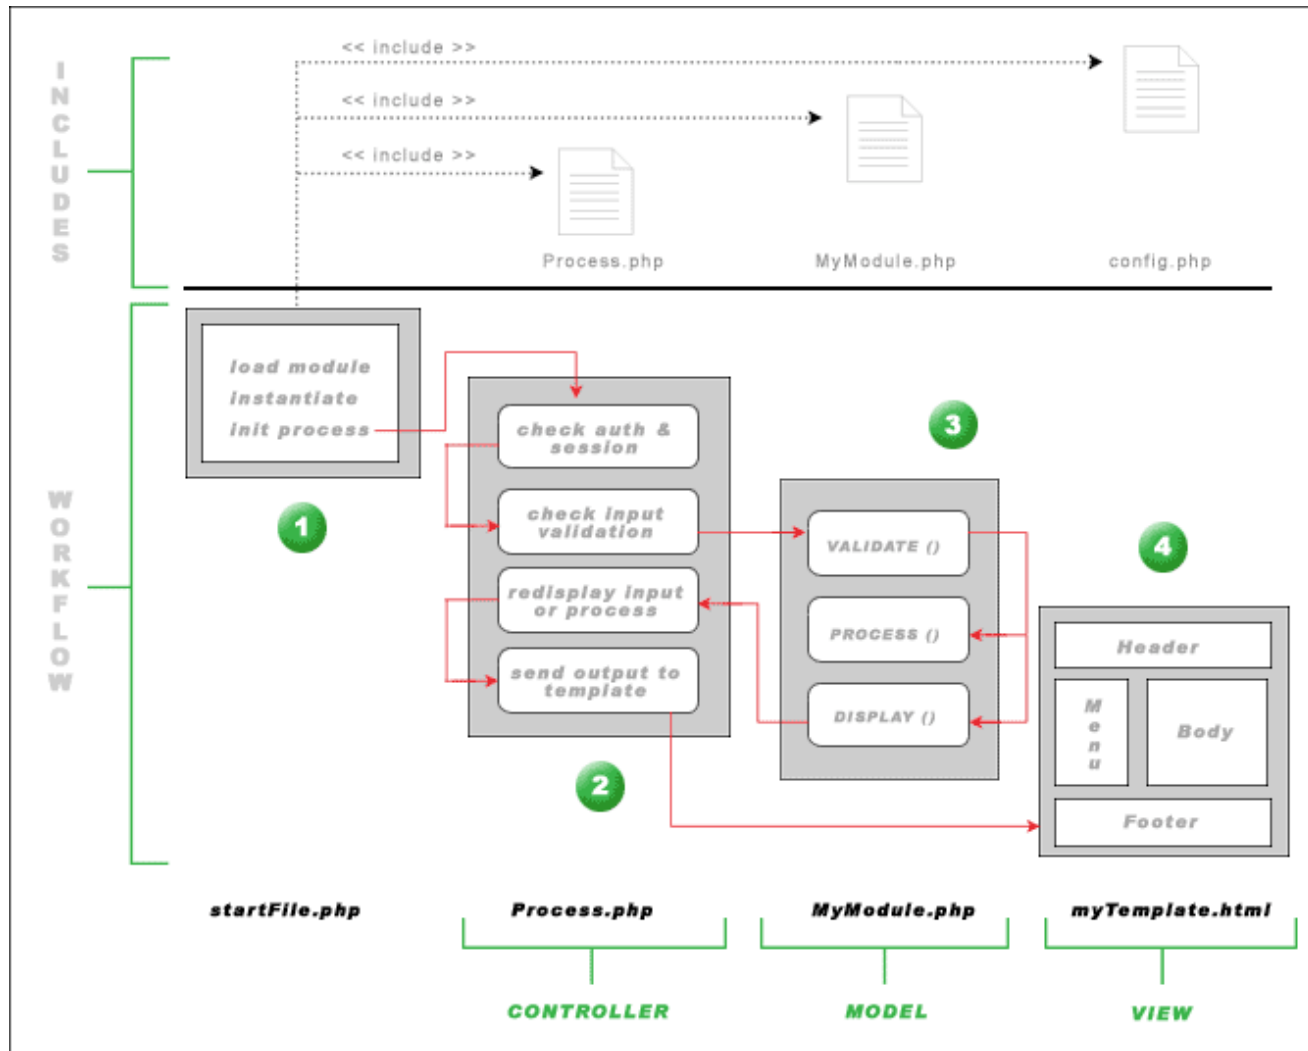 INCLUDES
<< include >>
<< include >>
<< include >>
Process.php
MyModule.php
config.php
WORKFLOW
load module
instantiate
init process
1
check auth &
session
check input
validation
redisplay input
or process
send output to
template
2
3
VALIDATE ()
PROCESS ()
DISPLAY ()
4
Header
Menu
Body
Footer
startFile.php
Process.php
MyModule.php
myTemplate.html
CONTROLLER
MODEL
VIEW